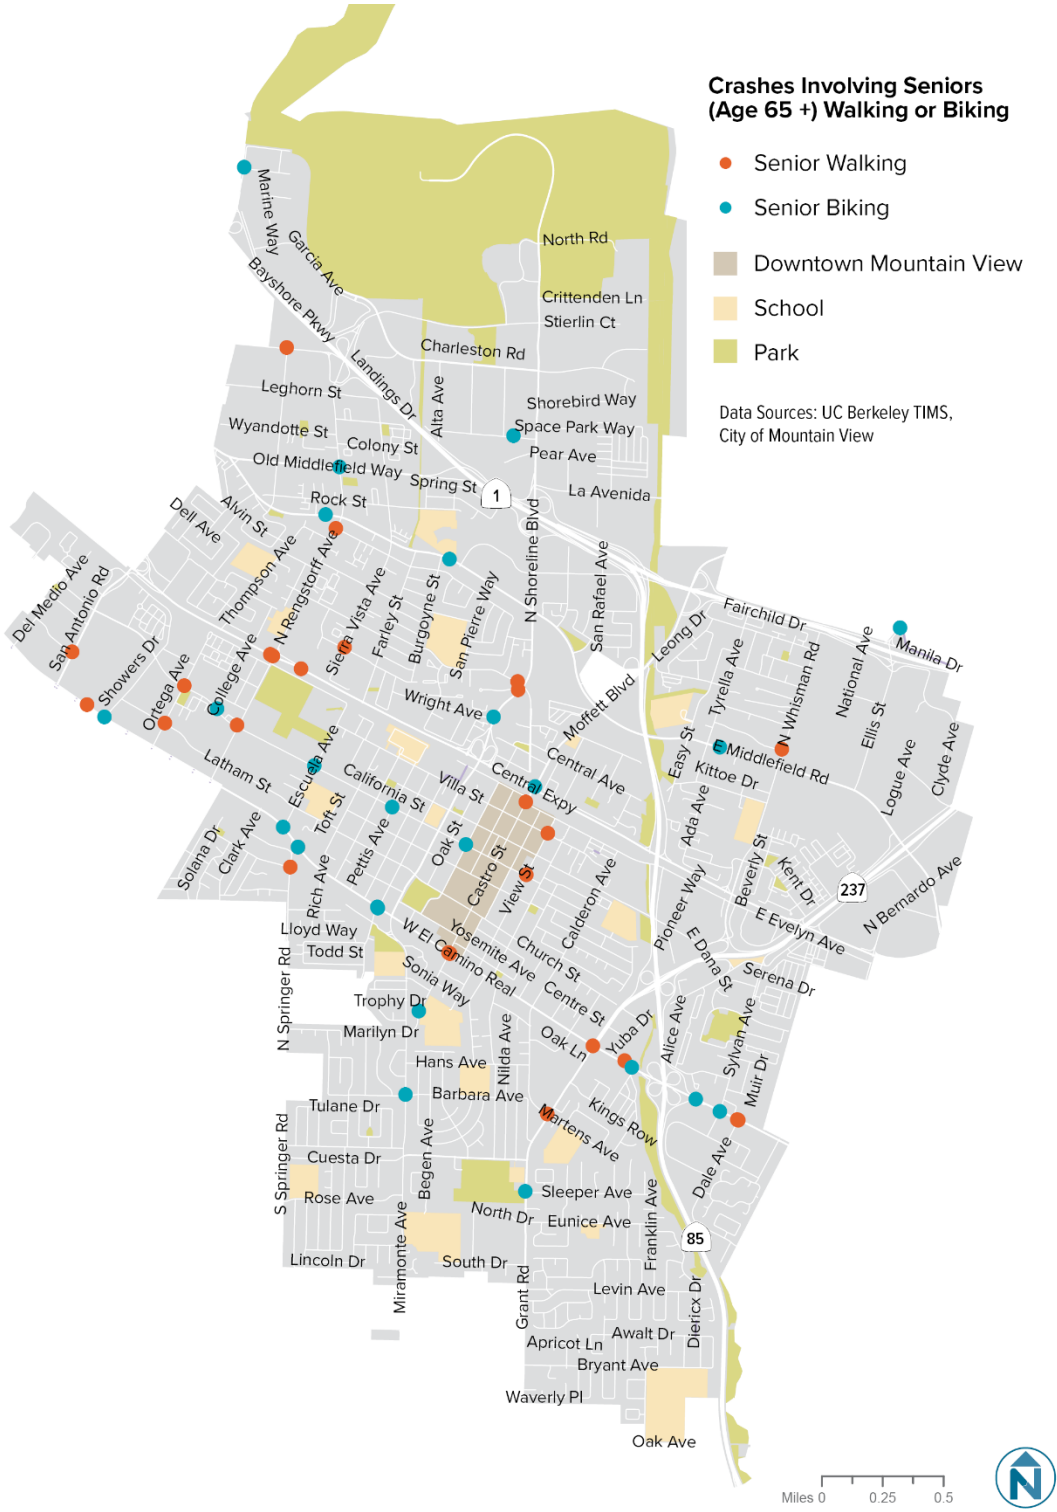 Crashes Involving Seniors
(Age 65 +) Walking or Biking
Senior Walking
Senior Biking
Downtown Mountain View
School
Park
Data Sources: UC Berkeley TIMS,
City of Mountain View
Marine Way
Garcia Ave
Bayshore Pkwy
North Rd
Crittenden Ln
Stierlin Ct
Charleston Rd
Landings Dr
Alta Ave
Leghorn St
Shorebird Way
Space Park Way
Pear Ave
Wyandotte St
Colony St
Old Middlefield Way
Spring St
1
La Avenida
Rock St
Alvin St
Dell Ave
Thompson Ave
N Rengstorff Ave
Sierra Vista Ave
Farley St
Burgoyne St
San Pierre Way
N Shoreline Blvd
San Rafael Ave
Leong Dr
Fairchild Dr
Manila Dr
Del Medio Ave
San Antonio Rd
Showers Dr
Ortega Ave
College Ave
Wright Ave
Moffett Blvd
Tyrella Ave
N Whisman Rd
National Ave
Ellis St
Logue Ave
Clyde Ave
Easy St
E Middlefield Rd
Kittoe Dr
Latham St
Escuela Ave
California St
Villa St
Central Expy
Central Ave
Toft St
Solana Dr
Clark Ave
Rich Ave
Pettis Ave
Oak St
Castro St
View St
Calderon Ave
Ada Ave
Pioneer Way
Beverly St
Kent Dr
237
N Bernardo Ave
E Evelyn Ave
E Dana St
Serena Dr
Lloyd Way
Todd St
W El Camino Real
Yosemite Ave
Church St
Centre St
Sonia Way
Trophy Dr
Marilyn Dr
N Springer Rd
Hans Ave
Nilda Ave
Barbara Ave
Oak Ln
Yuba Dr
Alice Ave
Sylvan Ave
Muir Dr
Tulane Dr
Martens Ave
Kings Row
Dale Ave
S Springer Rd
Cuesta Dr
Begen Ave
Rose Ave
Sleeper Ave
North Dr
Eunice Ave
Franklin Ave
85
Miramonte Ave
Lincoln Dr
South Dr
Grant Rd
Levin Ave
Diericx Dr
Awalt Dr
Apricot Ln
Bryant Ave
Waverly Pl
Oak Ave
N
Miles 0 0.25 0.5